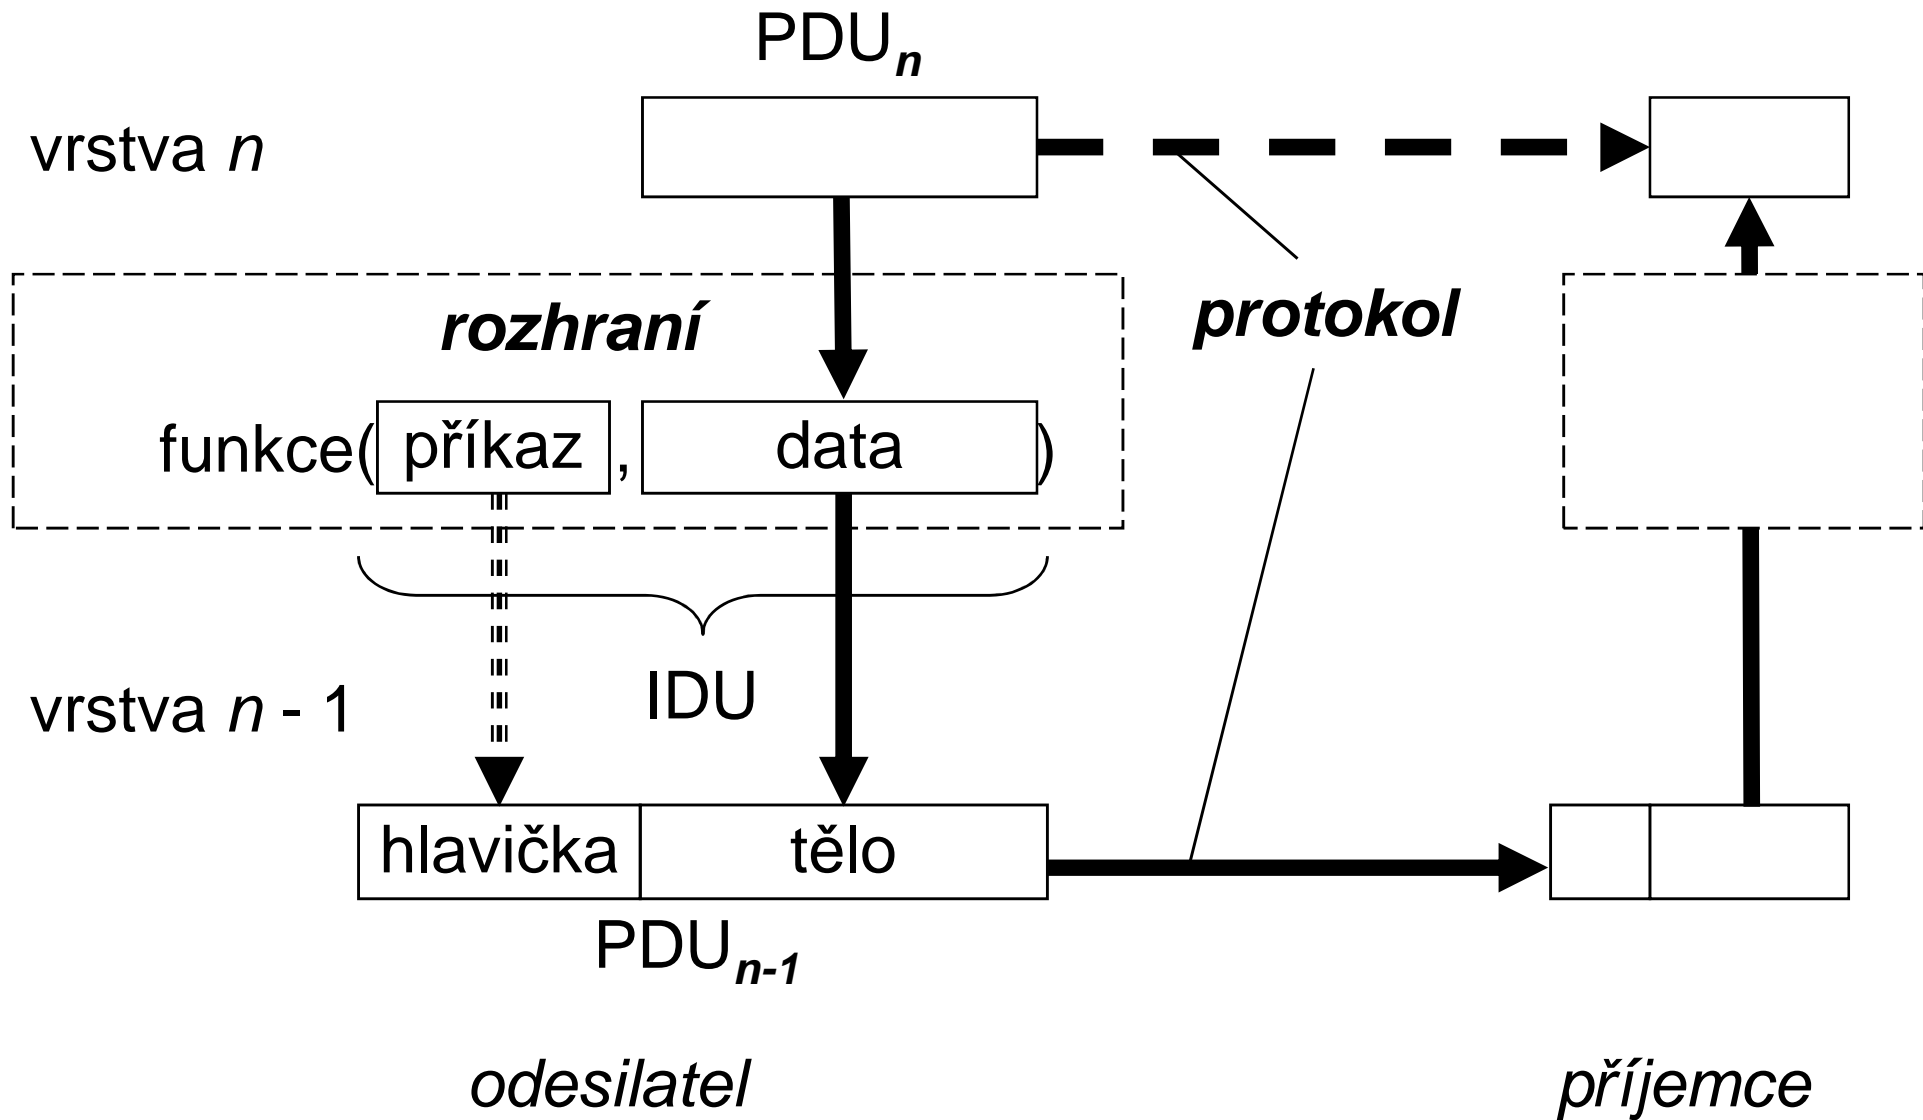 PDUn
vrstva n
rozhraní
protokol
funkce( příkaz , data )
IDU
vrstva n - 1
hlavička tělo
PDUn-1
odesilatel příjemce